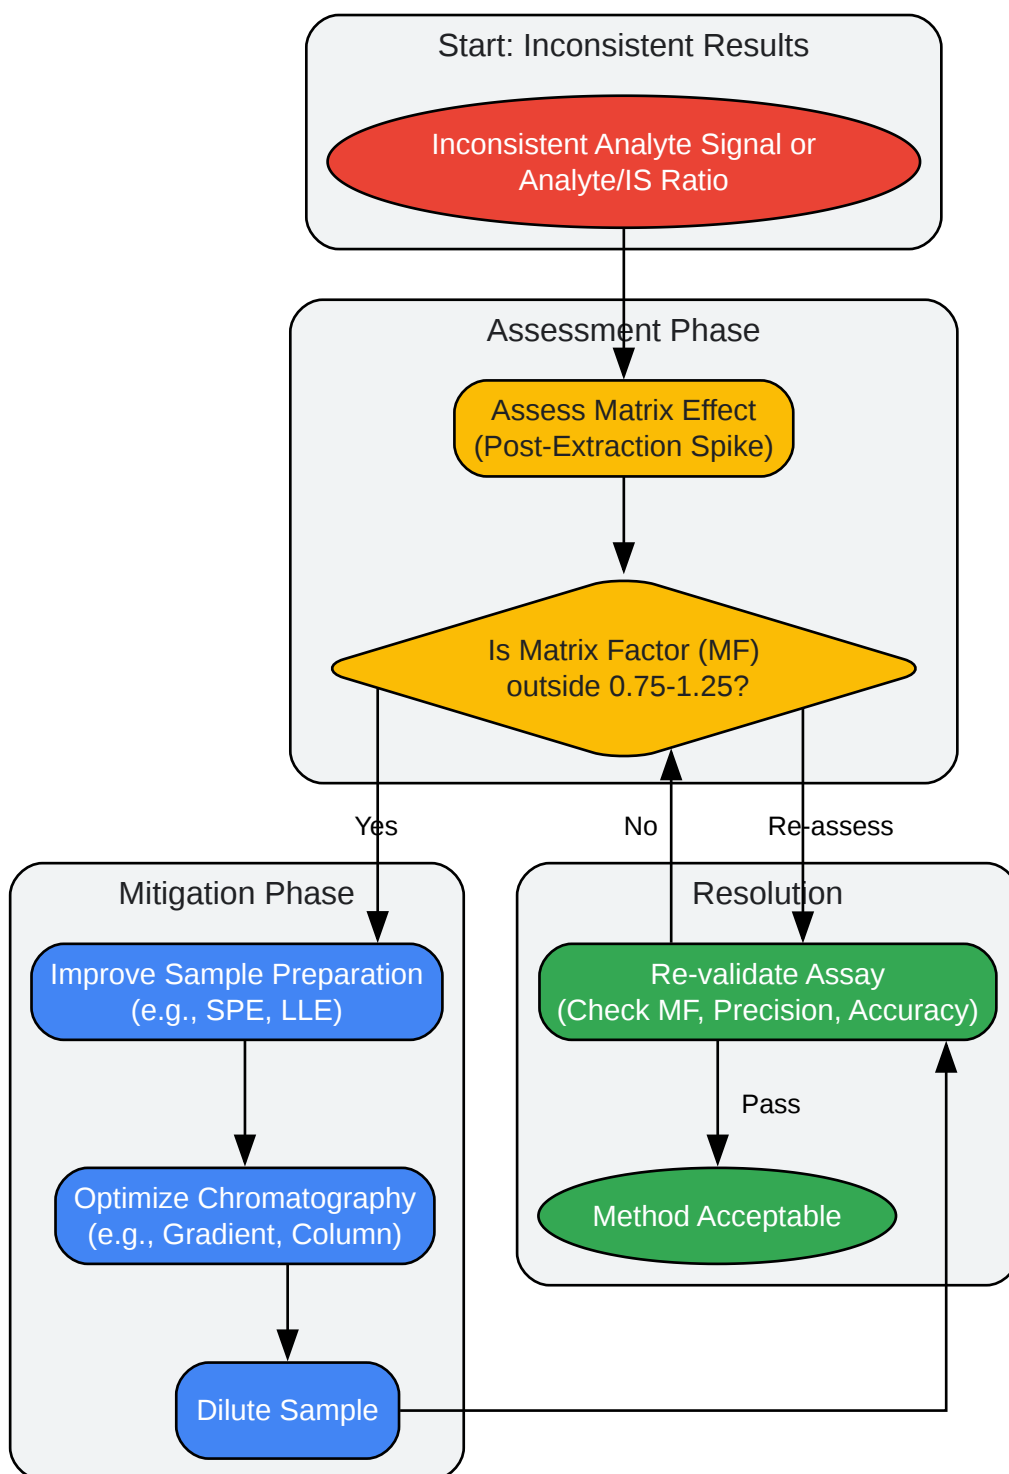 Start: Inconsistent Results
Inconsistent Analyte Signal or
Analyte/IS Ratio
Assessment Phase
Assess Matrix Effect
(Post-Extraction Spike)
Is Matrix Factor (MF)
outside 0.75-1.25?
Yes
No
Re-assess
Mitigation Phase
Improve Sample Preparation
(e.g., SPE, LLE)
Optimize Chromatography
(e.g., Gradient, Column)
Dilute Sample
Resolution
Re-validate Assay
(Check MF, Precision, Accuracy)
Pass
Method Acceptable